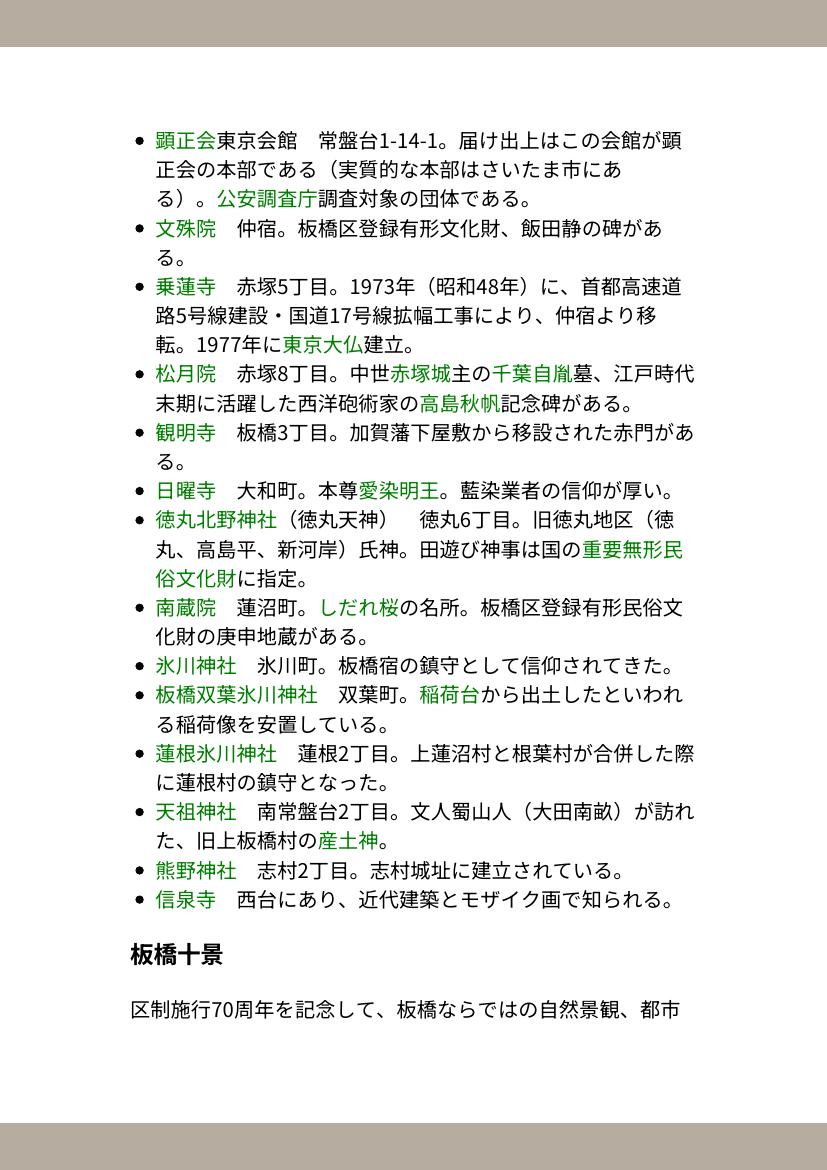 • 顕正会東京会館　常盤台1-14-1。届け出上はこの会館が顕
正会の本部である（実質的な本部はさいたま市にあ
る）。公安調査庁調査対象の団体である。
• 文殊院　仲宿。板橋区登録有形文化財、飯田静の碑があ
る。
• 乗蓮寺　赤塚5丁目。1973年（昭和48年）に、首都高速道
路5号線建設・国道17号線拡幅工事により、仲宿より移
転。1977年に東京大仏建立。
• 松月院　赤塚8丁目。中世赤塚城主の千葉自胤墓、江戸時代
末期に活躍した西洋砲術家の高島秋帆記念碑がある。
• 観明寺　板橋3丁目。加賀藩下屋敷から移設された赤門があ
る。
• 日曜寺　大和町。本尊愛染明王。藍染業者の信仰が厚い。
• 徳丸北野神社（徳丸天神）　徳丸6丁目。旧徳丸地区（徳
丸、高島平、新河岸）氏神。田遊び神事は国の重要無形民
俗文化財に指定。
• 南蔵院　蓮沼町。しだれ桜の名所。板橋区登録有形民俗文
化財の庚申地蔵がある。
• 氷川神社　氷川町。板橋宿の鎮守として信仰されてきた。
• 板橋双葉氷川神社　双葉町。稲荷台から出土したといわれ
る稲荷像を安置している。
• 蓮根氷川神社　蓮根2丁目。上蓮沼村と根葉村が合併した際
に蓮根村の鎮守となった。
• 天祖神社　南常盤台2丁目。文人蜀山人（大田南畝）が訪れ
た、旧上板橋村の産土神。
• 熊野神社　志村2丁目。志村城址に建立されている。
• 信泉寺　西台にあり、近代建築とモザイク画で知られる。
板橋十景
区制施行70周年を記念して、板橋ならではの自然景観、都市